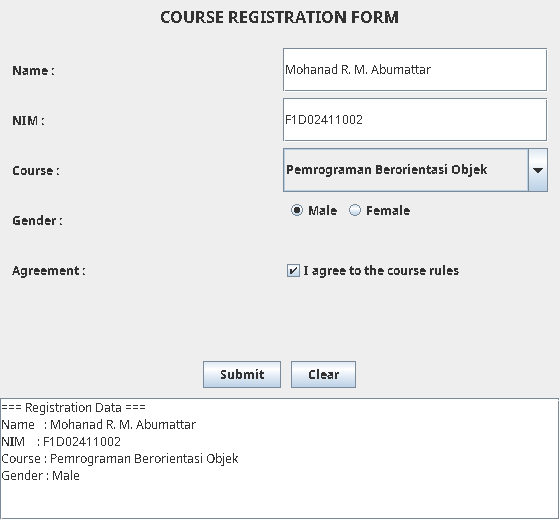 COURSE REGISTRATION FORM
Name :
Mohanad R. M. Abumattar
NIM :
F1D02411002
Course :
Pemrograman Berorientasi Objek
Gender :
Male Female
Agreement :
I agree to the course rules
Submit Clear
=== Registration Data ===
Name : Mohanad R. M. Abumattar
NIM : F1D02411002
Course : Pemrograman Berorientasi Objek
Gender : Male